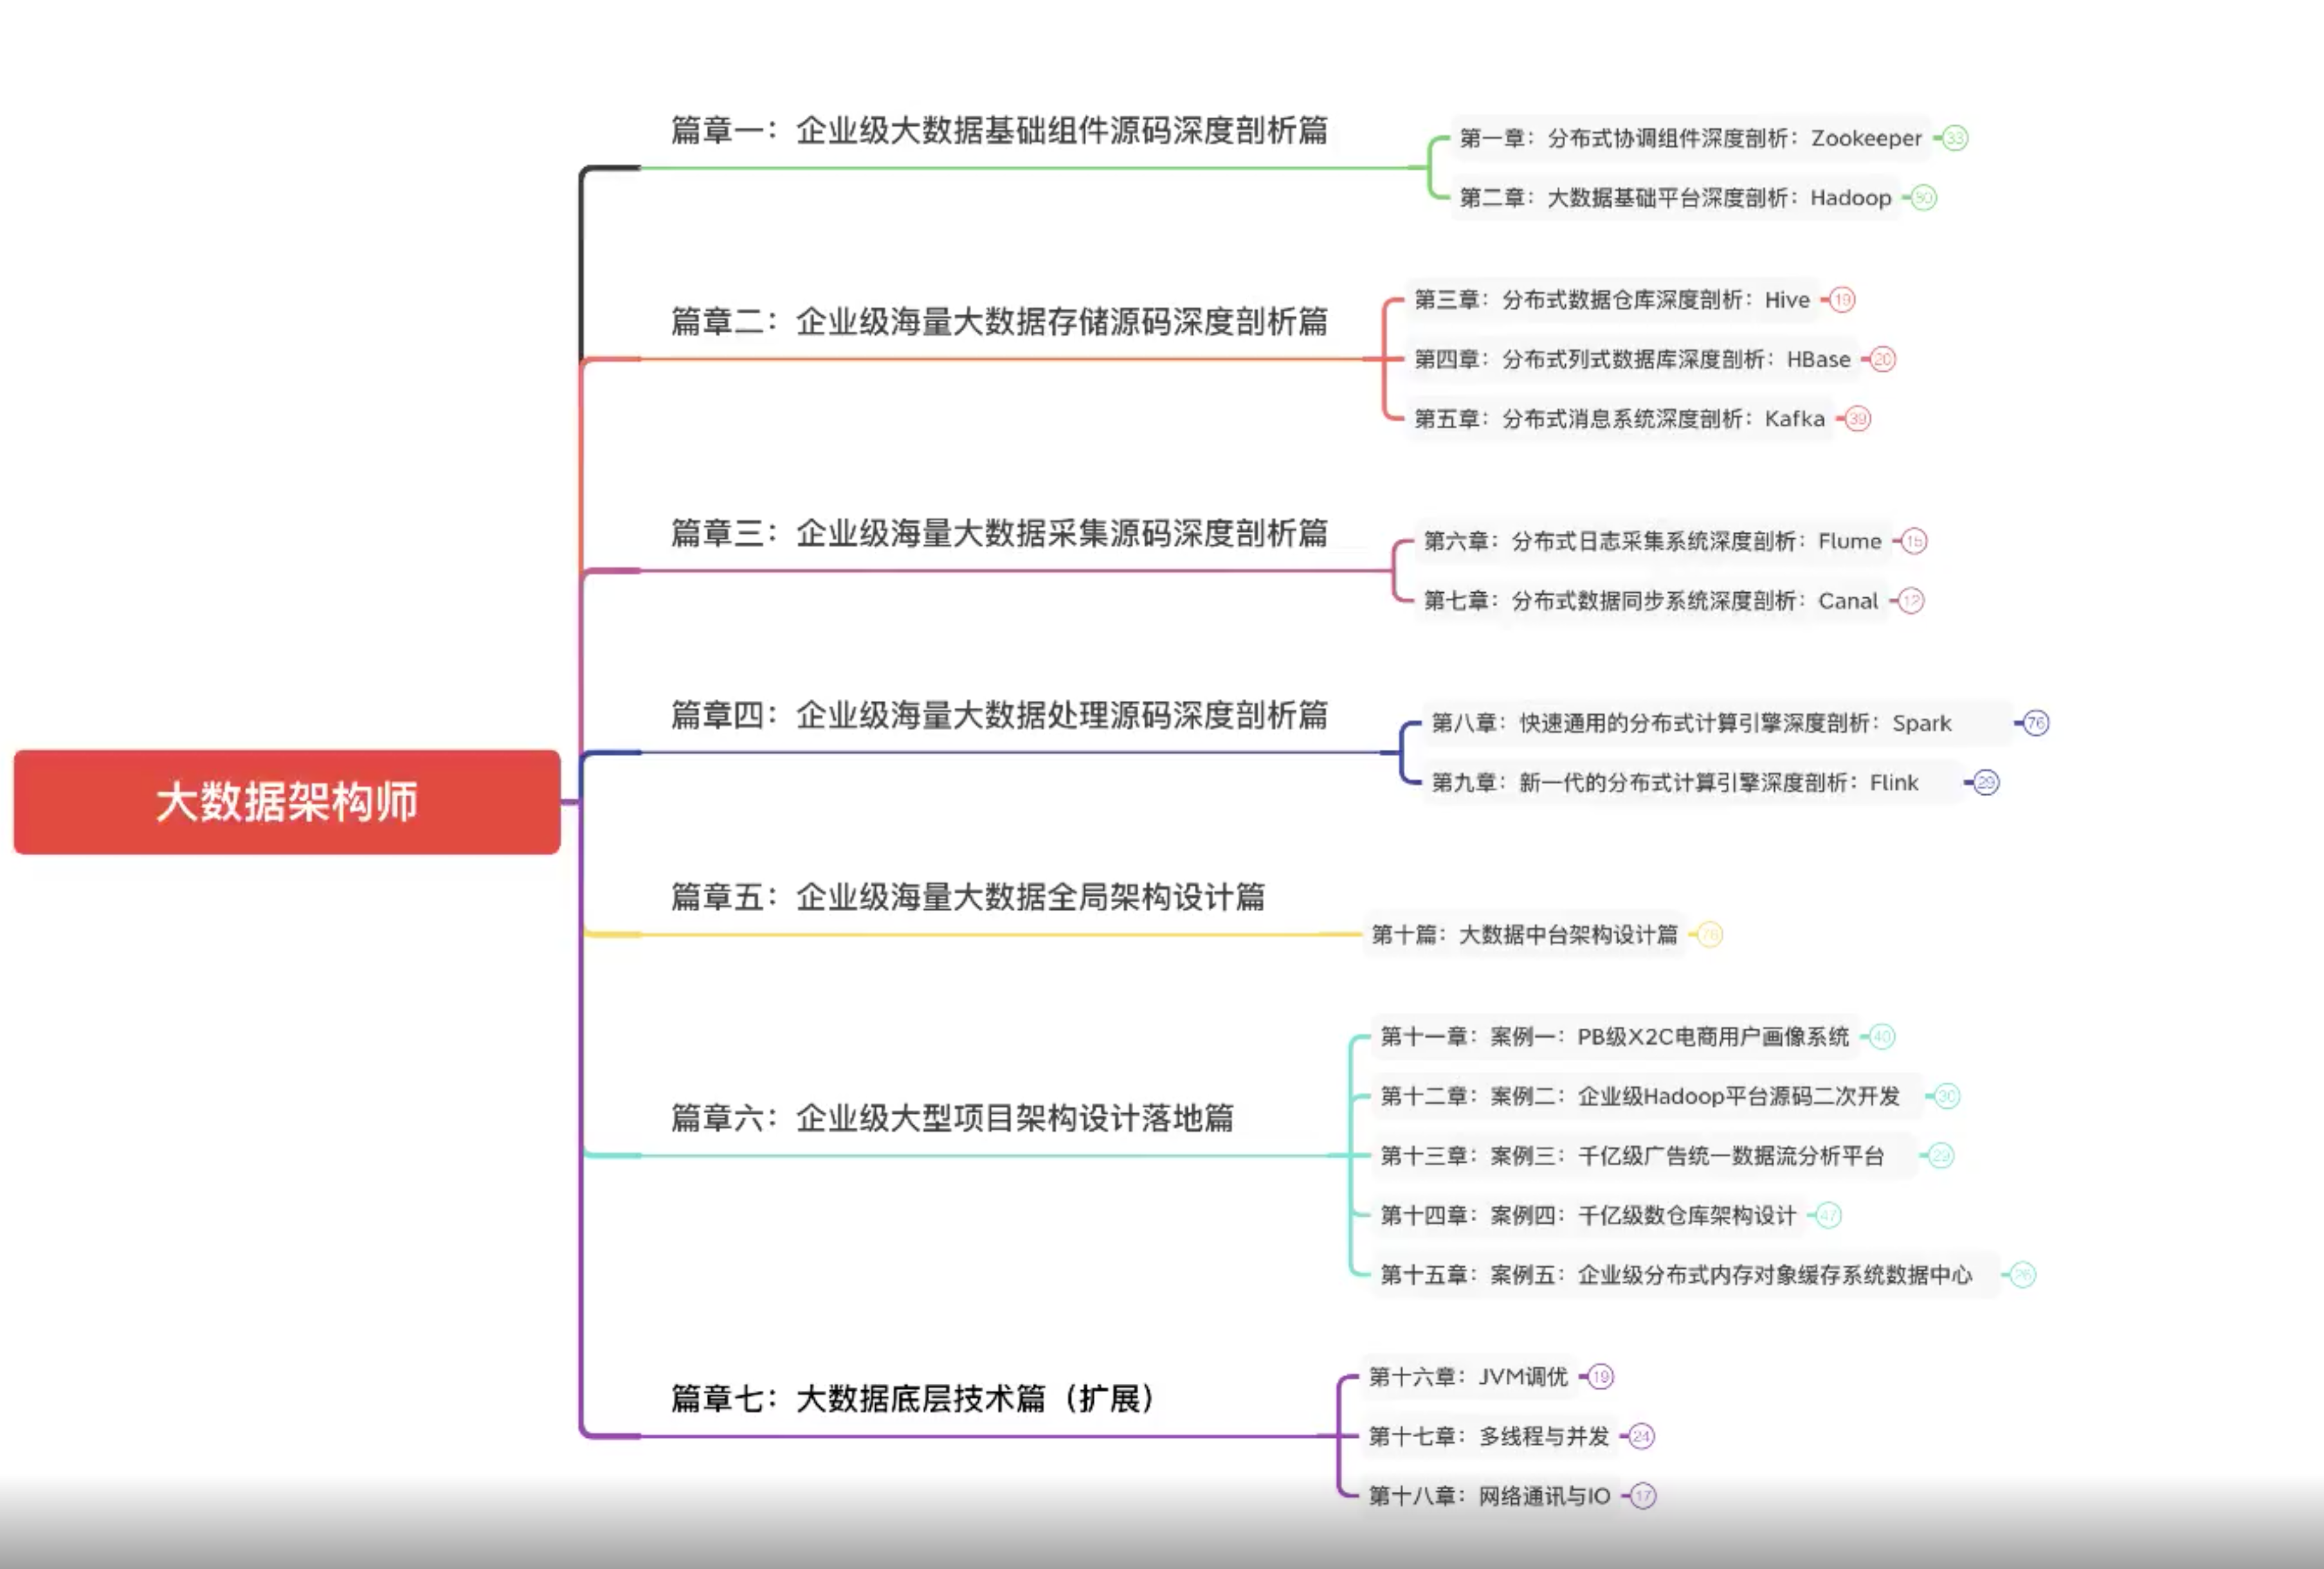 大数据架构师
篇章一：企业级大数据基础组件源码深度剖析篇
第一章：分布式协调组件深度剖析：Zookeeper 33
第二章：大数据基础平台深度剖析：Hadoop
篇章二：企业级海量大数据存储源码深度剖析篇
第三章：分布式数据仓库深度剖析：Hive 19
第四章：分布式列式数据库深度剖析：HBase 20
第五章：分布式消息系统深度剖析：Kafka 39
篇章三：企业级海量大数据采集源码深度剖析篇
第六章：分布式日志采集系统深度剖析：Flume 15
第七章：分布式数据同步系统深度剖析：Canal 12
篇章四：企业级海量大数据处理源码深度剖析篇
第八章：快速通用的分布式计算引擎深度剖析：Spark 76
第九章：新一代的分布式计算引擎深度剖析：Flink 29
篇章五：企业级海量大数据全局架构设计篇
第十篇：大数据中台架构设计篇
篇章六：企业级大型项目架构设计落地篇
第十一章：案例一：PB级X2C电商用户画像系统 40
第十二章：案例二：企业级Hadoop平台源码二次开发 30
第十三章：案例三：千亿级广告统一数据流分析平台 29
第十四章：案例四：千亿级数仓库架构设计 47
第十五章：案例五：企业级分布式内存对象缓存系统数据中心
篇章七：大数据底层技术篇（扩展）
第十六章：JVM调优 19
第十七章：多线程与并发 24
第十八章：网络通讯与IO 17